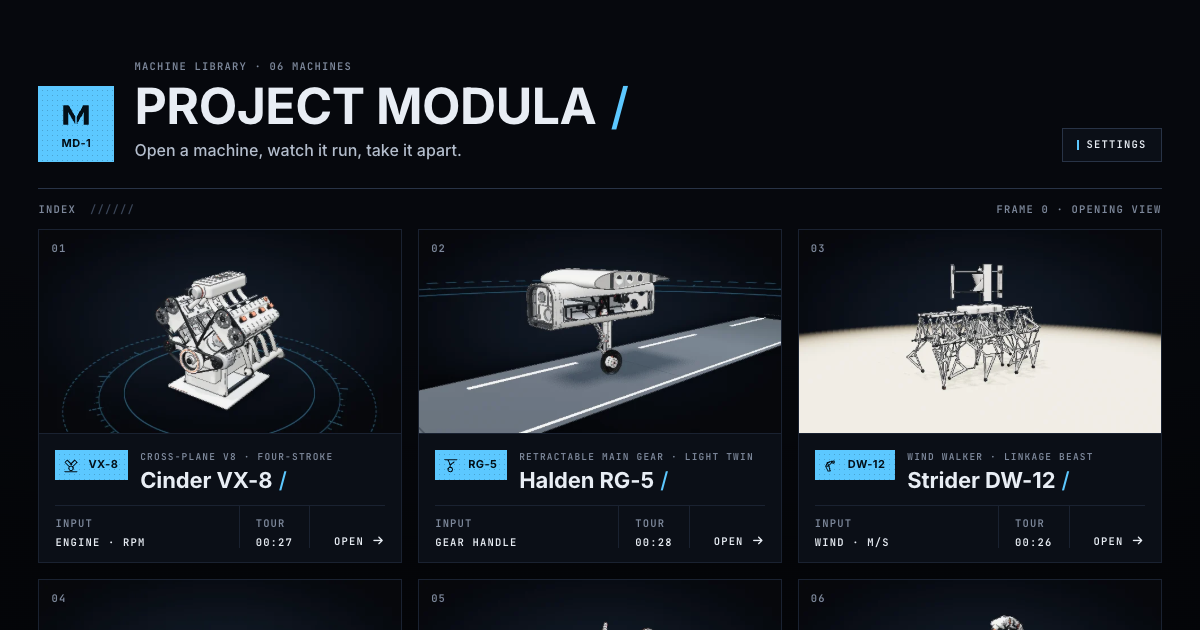 MACHINE LIBRARY · 06 MACHINES
M
MD-1
PROJECT MODULA /
Open a machine, watch it run, take it apart.
SETTINGS
INDEX //////
FRAME 0 · OPENING VIEW
01
VX-8
CROSS-PLANE V8 · FOUR-STROKE
Cinder VX-8 /
INPUT
ENGINE · RPM
TOUR
00:27
OPEN →
02
RG-5
RETRACTABLE MAIN GEAR · LIGHT TWIN
Halden RG-5 /
INPUT
GEAR HANDLE
TOUR
00:28
OPEN →
03
DW-12
WIND WALKER · LINKAGE BEAST
Strider DW-12 /
INPUT
WIND · M/S
TOUR
00:26
OPEN →
04
05
06